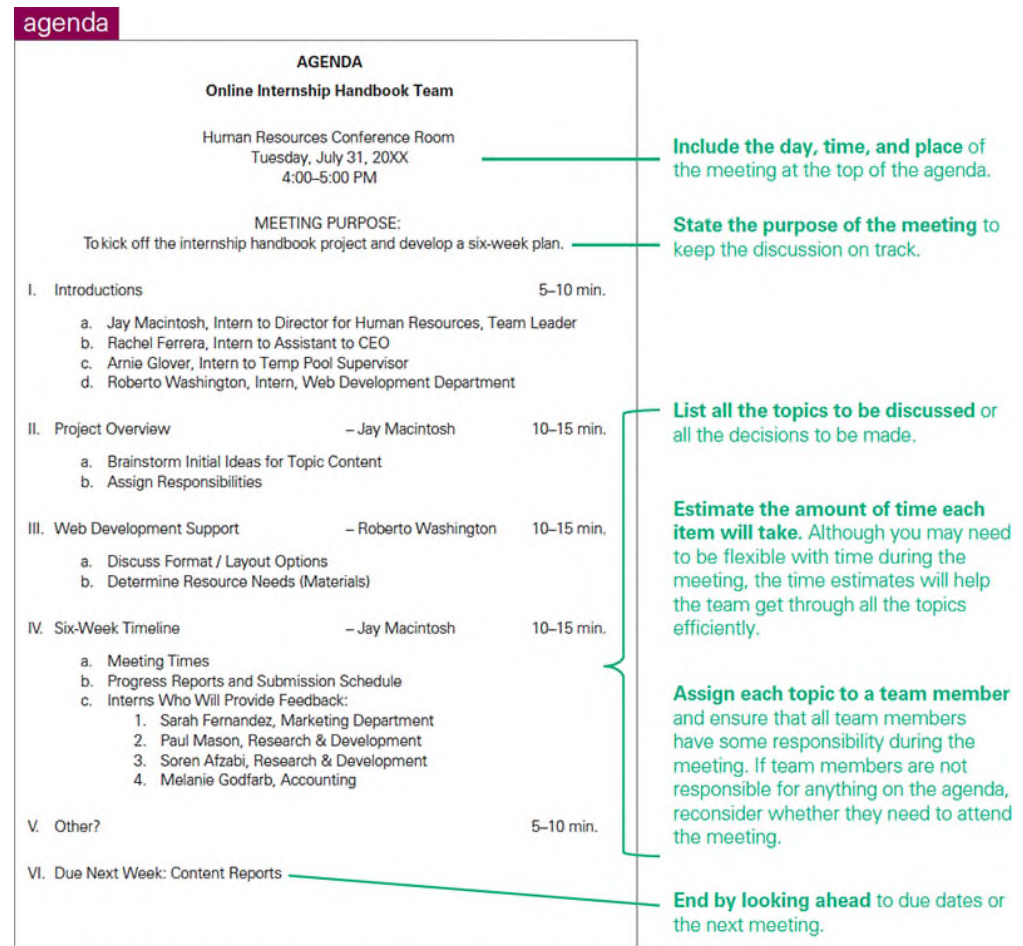 agenda
AGENDA
Online Internship Handbook Team
Human Resources Conference Room
Tuesday, July 31, 20XX
4:00–5:00 PM
MEETING PURPOSE:
To kick off the internship handbook project and develop a six-week plan.
I. Introductions 5–10 min.
a. Jay Macintosh, Intern to Director for Human Resources, Team Leader
b. Rachel Ferrera, Intern to Assistant to CEO
c. Arnie Glover, Intern to Temp Pool Supervisor
d. Roberto Washington, Intern, Web Development Department
II. Project Overview – Jay Macintosh 10–15 min.
a. Brainstorm Initial Ideas for Topic Content
b. Assign Responsibilities
III. Web Development Support – Roberto Washington 10–15 min.
a. Discuss Format / Layout Options
b. Determine Resource Needs (Materials)
IV. Six-Week Timeline – Jay Macintosh 10–15 min.
a. Meeting Times
b. Progress Reports and Submission Schedule
c. Interns Who Will Provide Feedback:
1. Sarah Fernandez, Marketing Department
2. Paul Mason, Research & Development
3. Soren Afzabi, Research & Development
4. Melanie Godfarb, Accounting
V. Other? 5–10 min.
VI. Due Next Week: Content Reports
Include the day, time, and place of
the meeting at the top of the agenda.
State the purpose of the meeting to
keep the discussion on track.
List all the topics to be discussed or
all the decisions to be made.
Estimate the amount of time each
item will take. Although you may need
to be flexible with time during the
meeting, the time estimates will help
the team get through all the topics
efficiently.
Assign each topic to a team member
and ensure that all team members
have some responsibility during the
meeting. If team members are not
responsible for anything on the agenda,
reconsider whether they need to attend
the meeting.
End by looking ahead to due dates or
the next meeting.